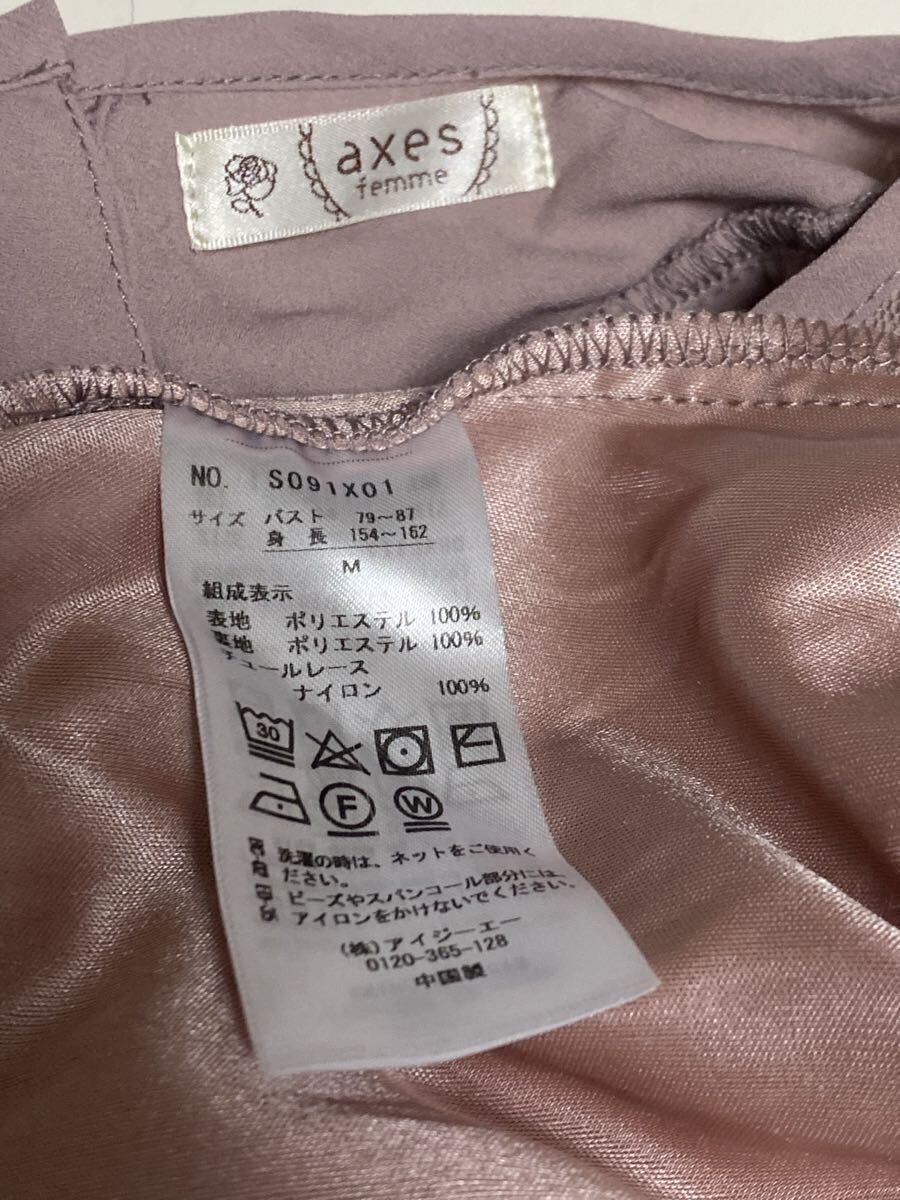 axes
femme
NO. S091X01
サイズ バスト 79~87
身長 154~162
M
組成表示
表地 ポリエステル 100%
裏地 ポリエステル 100%
チュールレース
ナイロン 100%
30
F
W
洗濯の時は、ネットをご使用く
ださい。
ビーズやスパンコール部分には、
アイロンをかけないでください。
(株)アイジーエー
0120-365-128
中国製